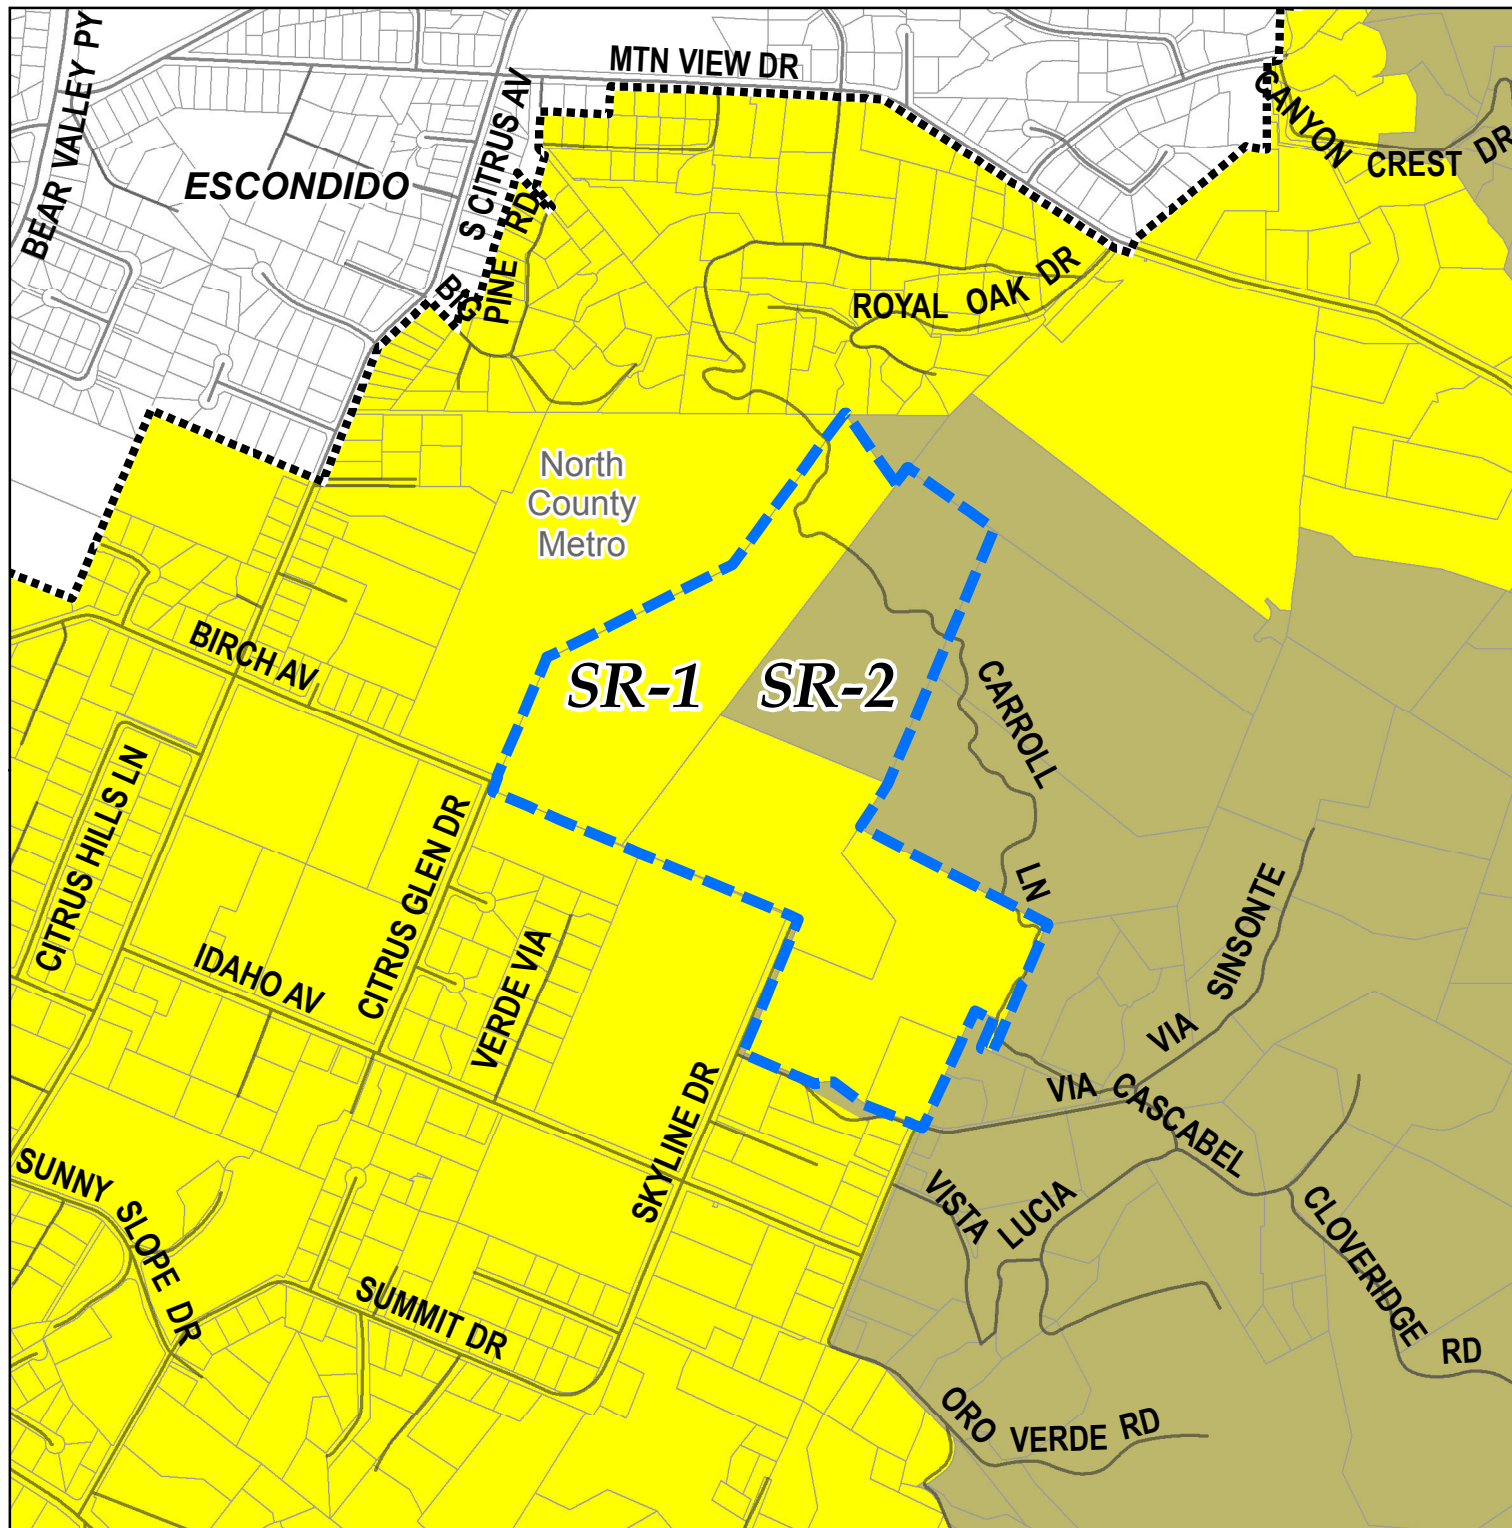 MTN VIEW DR
BEAR VALLEY PY
S CITRUS AV
CANYON CREST DR
ESCONDIDO
BIG PINE RD
ROYAL OAK DR
North
County
Metro
BIRCH AV
SR-1
SR-2
CARROLL LN
CITRUS HILLS LN
CITRUS GLEN DR
IDAHO AV
VERDE VIA
VIA SINSONTE
SKYLINE DR
VIA CASCABEL
SUNNY SLOPE DR
VISTA LUCIA
CLOVERIDGE RD
SUMMIT DR
ORO VERDE RD